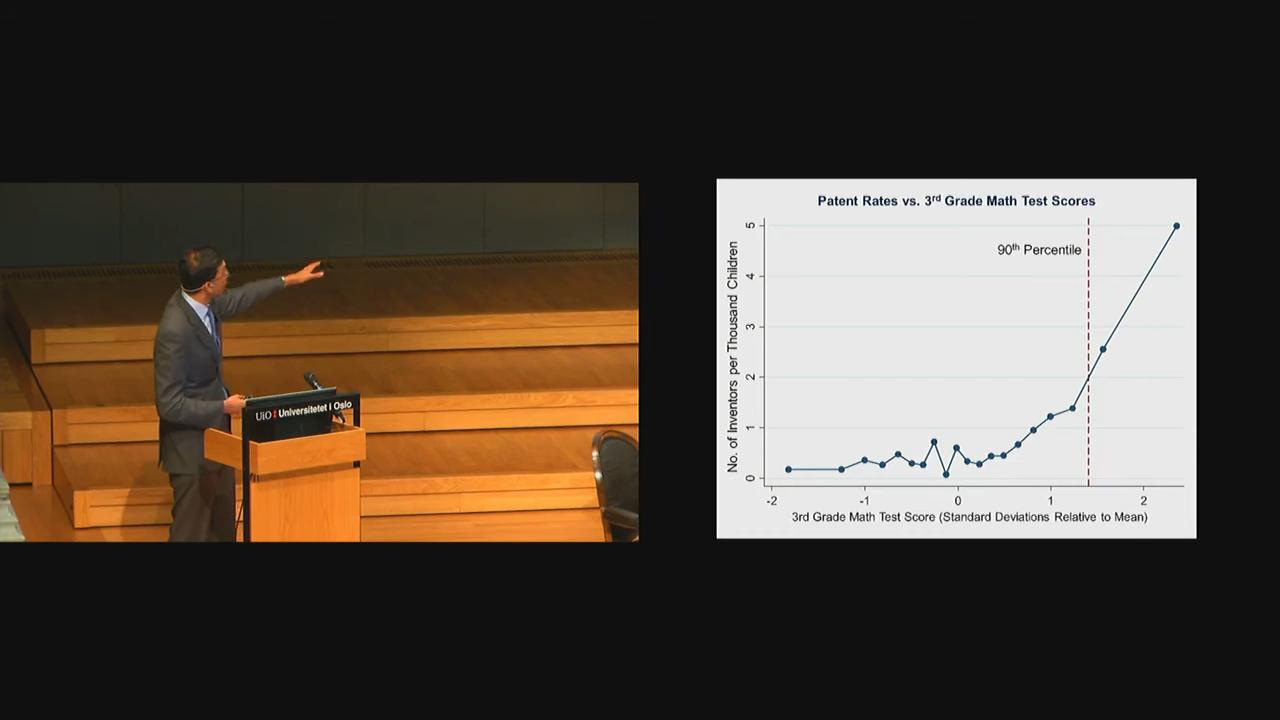 UiO Universitetet i Oslo
Patent Rates vs. 3rd Grade Math Test Scores
No. of Inventors per Thousand Children
5
4
3
2
1
0
90th Percentile
-2
-1
0
1
2
3rd Grade Math Test Score (Standard Deviations Relative to Mean)